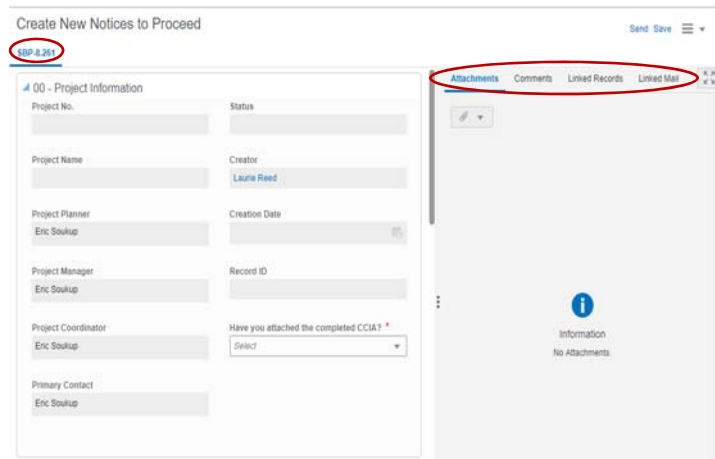 Create New Notices to Proceed
Send Save
SBP-8.261
Attachments Comments Linked Records Linked Mail
00 - Project Information
Project No. Status
Project Name Creator
Laurie Reed
Project Planner Creation Date
Eric Soukup
Project Manager Record ID
Eric Soukup
Project Coordinator Have you attached the completed CCIA? *
Eric Soukup Select
Primary Contact
Eric Soukup
Information
No Attachments.